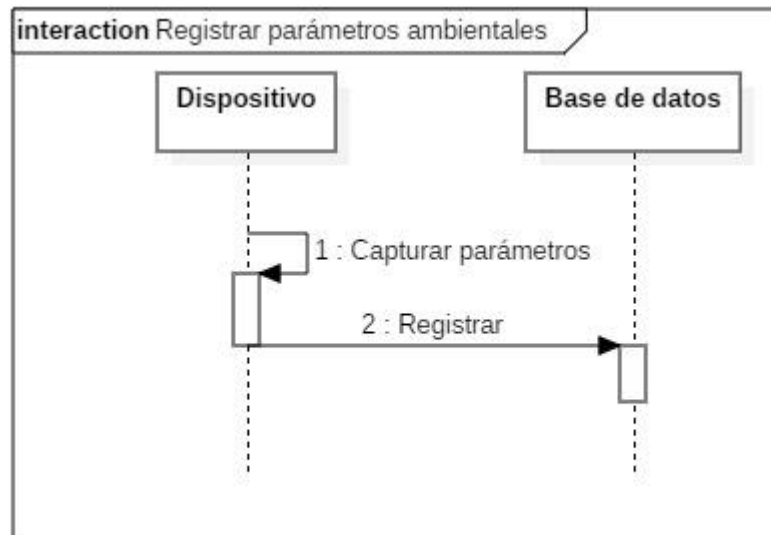 interaction Registrar parámetros ambientales
Dispositivo
Base de datos
1 : Capturar parámetros
2 : Registrar